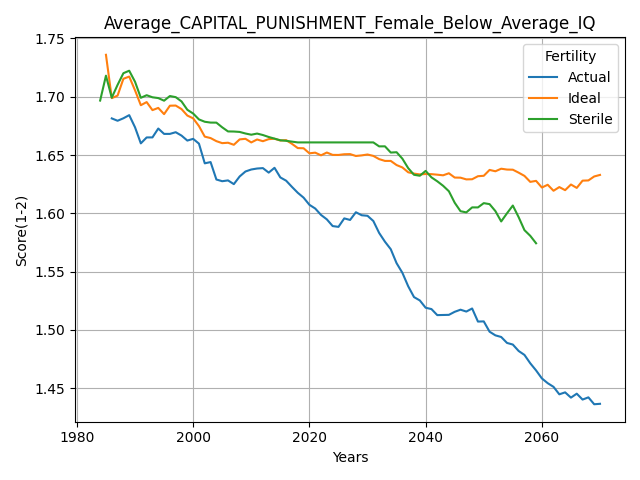 Average_CAPITAL_PUNISHMENT_Female_Below_Average_IQ
Fertility
Actual
Ideal
Sterile
Score(1-2)
1.75
1.70
1.65
1.60
1.55
1.50
1.45
1980 2000 2020 2040 2060
Years